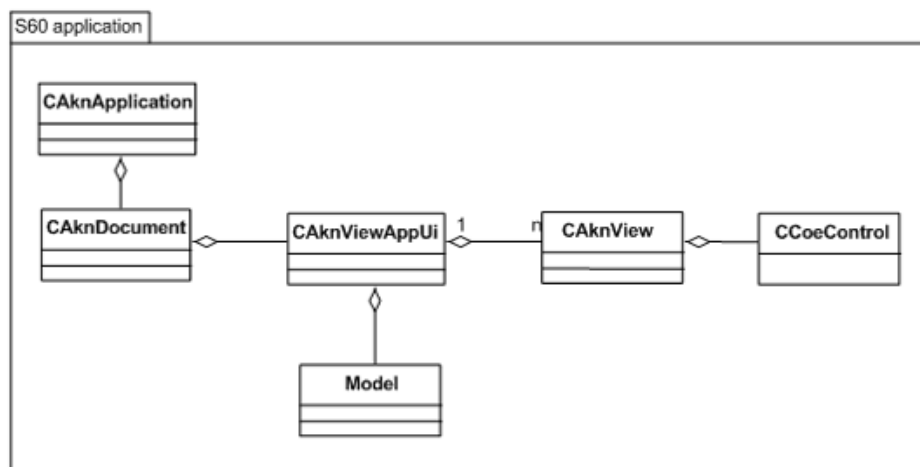 S60 application
CAknApplication
CAknDocument
CAknViewAppUi
1
n
CAknView
CCoeControl
Model